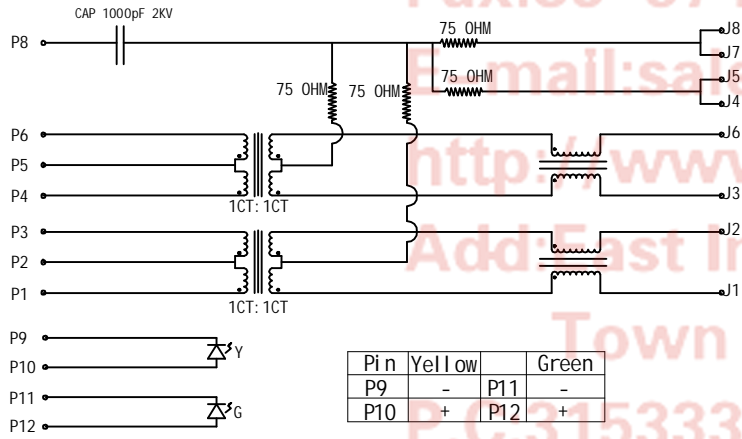 CAP 1000pF 2KV
P8
75 OHM
J8
J7
75 OHM
75 OHM
75 OHM
J5
J4
E-mail:sale
P6
J6
P5
http://www
P4
J3
1CT: 1CT
P3
J2
P2
Add:East In
P1
J1
1CT: 1CT
Town
P9
Y
P10
P11
G
P12
Pin Yellow Green
P9 - P11 -
P10 + P12 +
P.C:315333